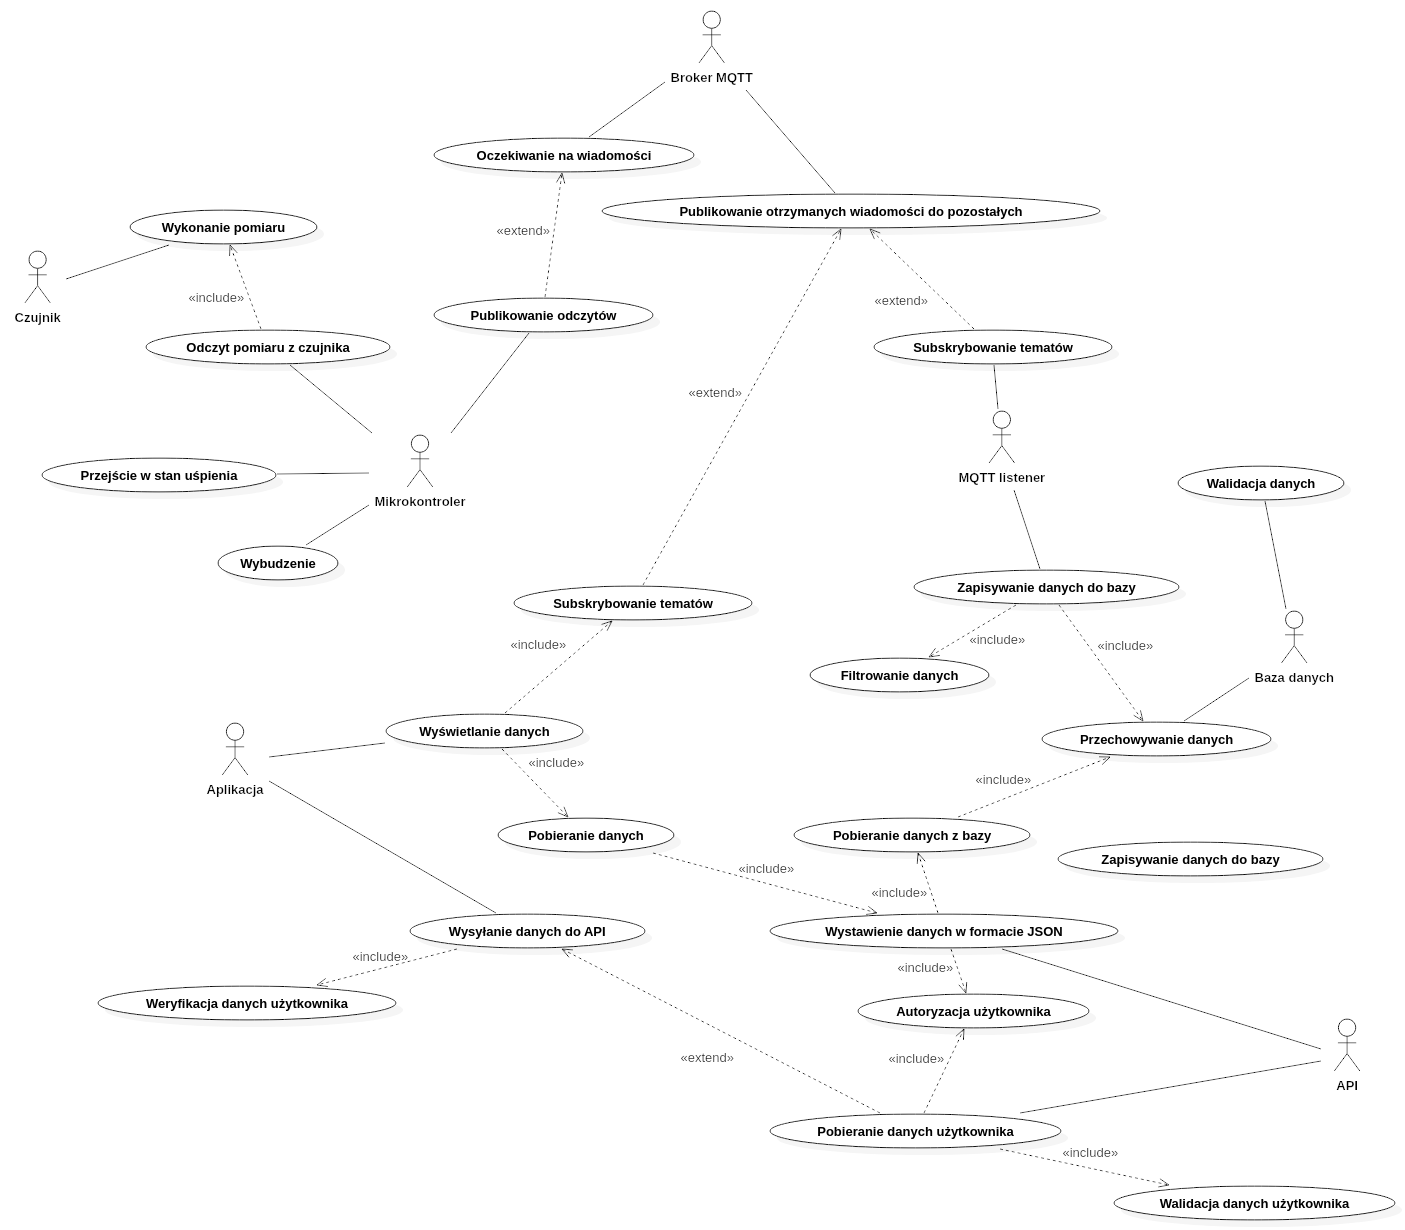 Broker MQTT
Oczekiwanie na wiadomości
Publikowanie otrzymanych wiadomości do pozostałych
Wykonanie pomiaru
«extend»
«include»
«extend»
Czujnik
Publikowanie odczytów
Odczyt pomiaru z czujnika
Subskrybowanie tematów
«extend»
Przejście w stan uśpienia
Mikrokontroler
MQTT listener
Walidacja danych
Wybudzenie
Zapisywanie danych do bazy
Subskrybowanie tematów
«include»
«include»
«include»
Filtrowanie danych
Baza danych
Wyświetlanie danych
Przechowywanie danych
«include»
«include»
Aplikacja
Pobieranie danych
Pobieranie danych z bazy
Zapisywanie danych do bazy
«include»
«include»
Wysyłanie danych do API
Wystawienie danych w formacie JSON
«include»
«include»
Weryfikacja danych użytkownika
Autoryzacja użytkownika
«extend»
«include»
API
Pobieranie danych użytkownika
«include»
Walidacja danych użytkownika